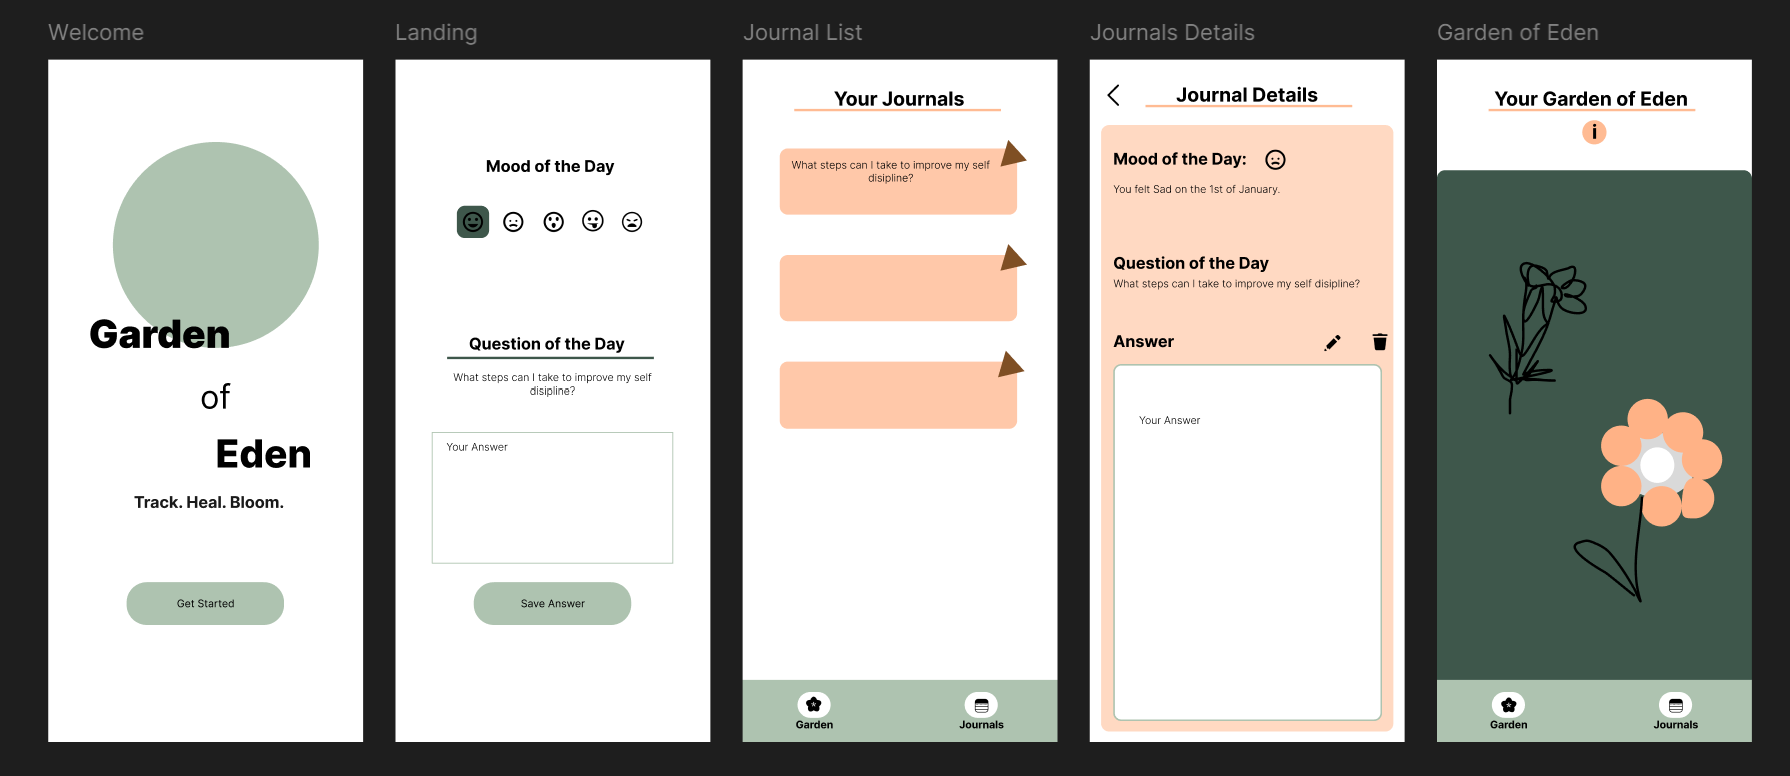 Welcome
Garden
of
Eden
Track. Heal. Bloom.
Get Started
Landing
Mood of the Day
Question of the Day
What steps can I take to improve my self
disipline?
Your Answer
Save Answer
Journal List
Your Journals
What steps can I take to improve my self
disipline?
Garden
Journals
Journals Details
Journal Details
Mood of the Day:
You felt Sad on the 1st of January.
Question of the Day
What steps can I take to improve my self disipline?
Answer
Your Answer
Garden of Eden
Your Garden of Eden
i
Garden
Journals